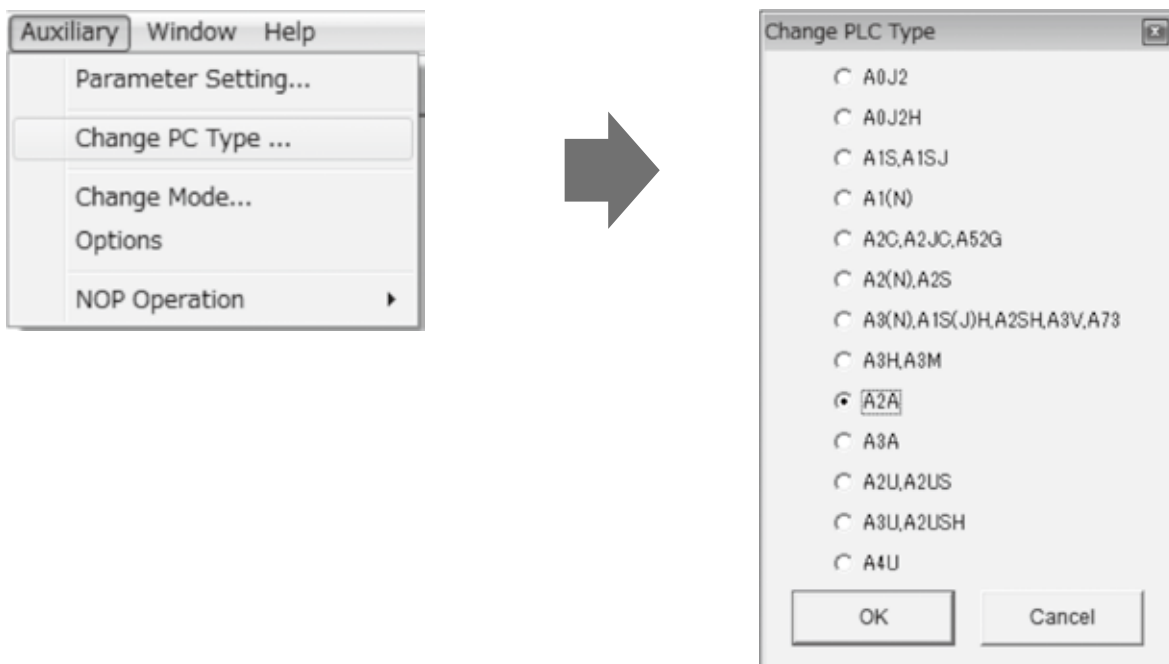 Auxiliary Window Help
Parameter Setting...
Change PC Type ...
Change Mode...
Options
NOP Operation
Change PLC Type
A0J2
A0J2H
A1S,A1SJ
A1(N)
A2C,A2JC,A52G
A2(N),A2S
A3(N),A1S(J)H,A2SH,A3V,A73
A3H,A3M
A2A
A3A
A2U,A2US
A3U,A2USH
A4U
OK Cancel